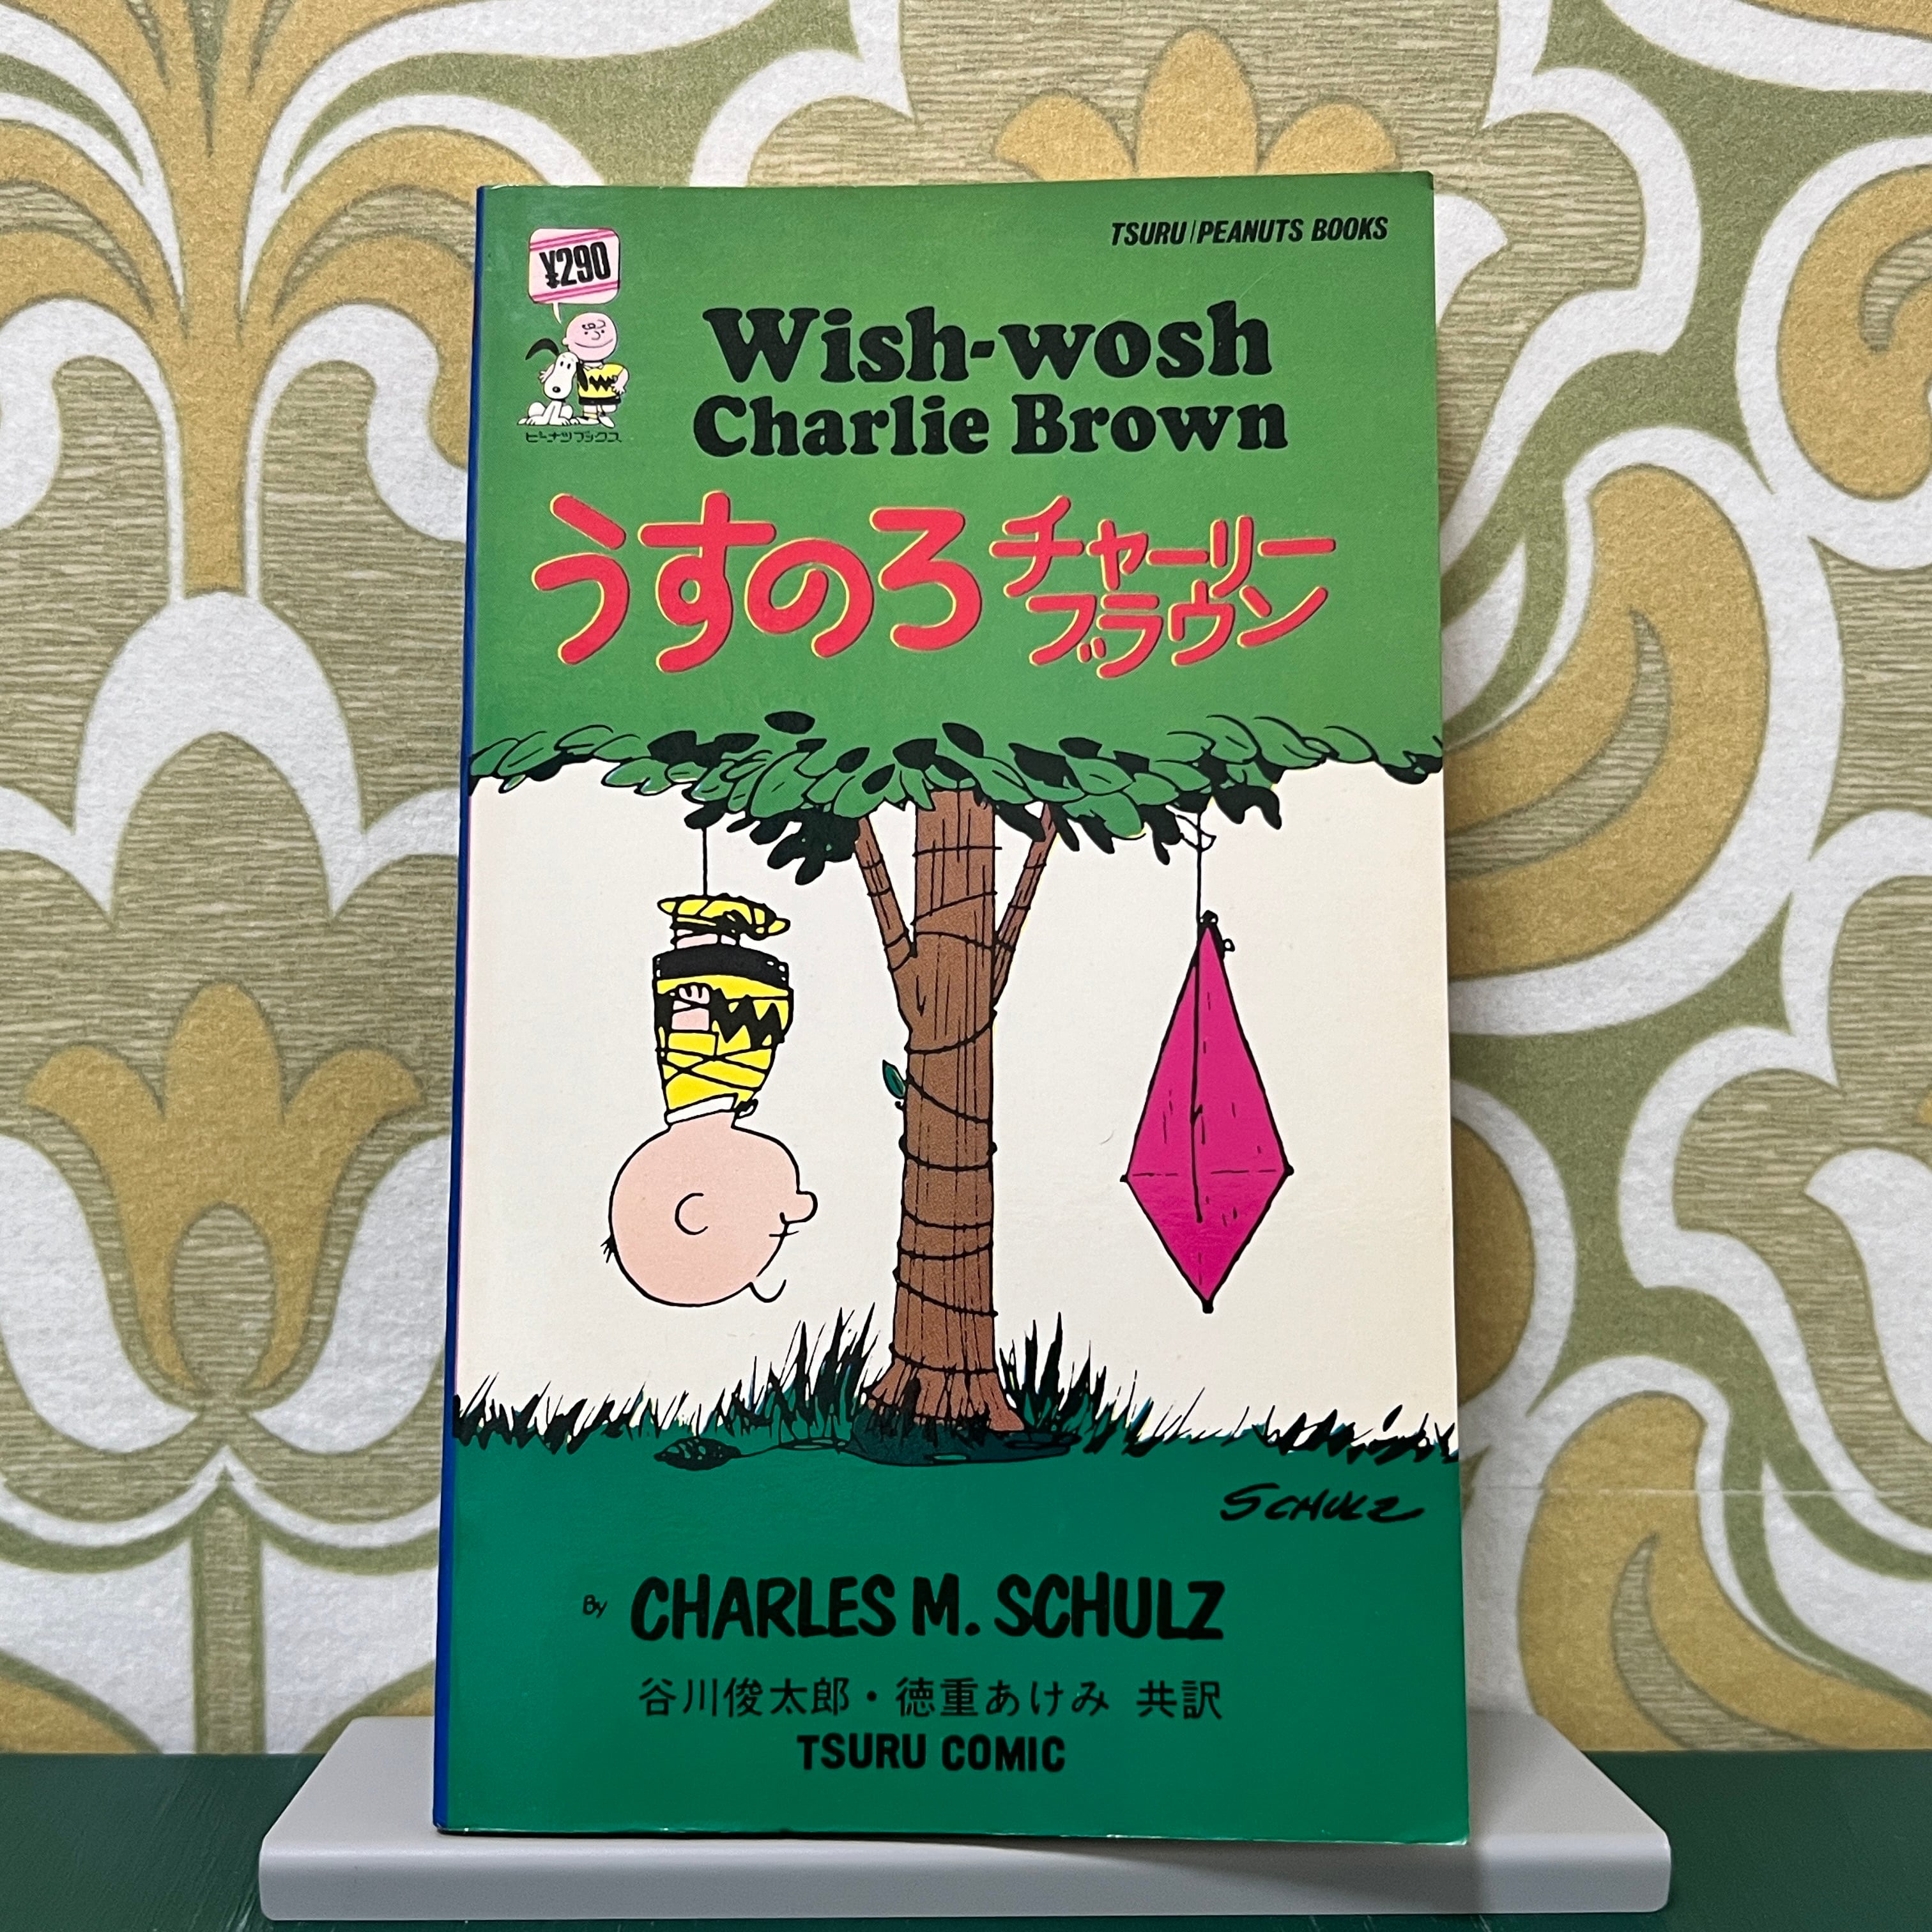 TSURU/PEANUTS BOOKS
¥290
ピーナツブックス
Wish-wosh
Charlie Brown
うすのろ チャーリー
ブラウン
SCHULZ
By CHARLES M. SCHULZ
谷川俊太郎・徳重あけみ 共訳
TSURU COMIC